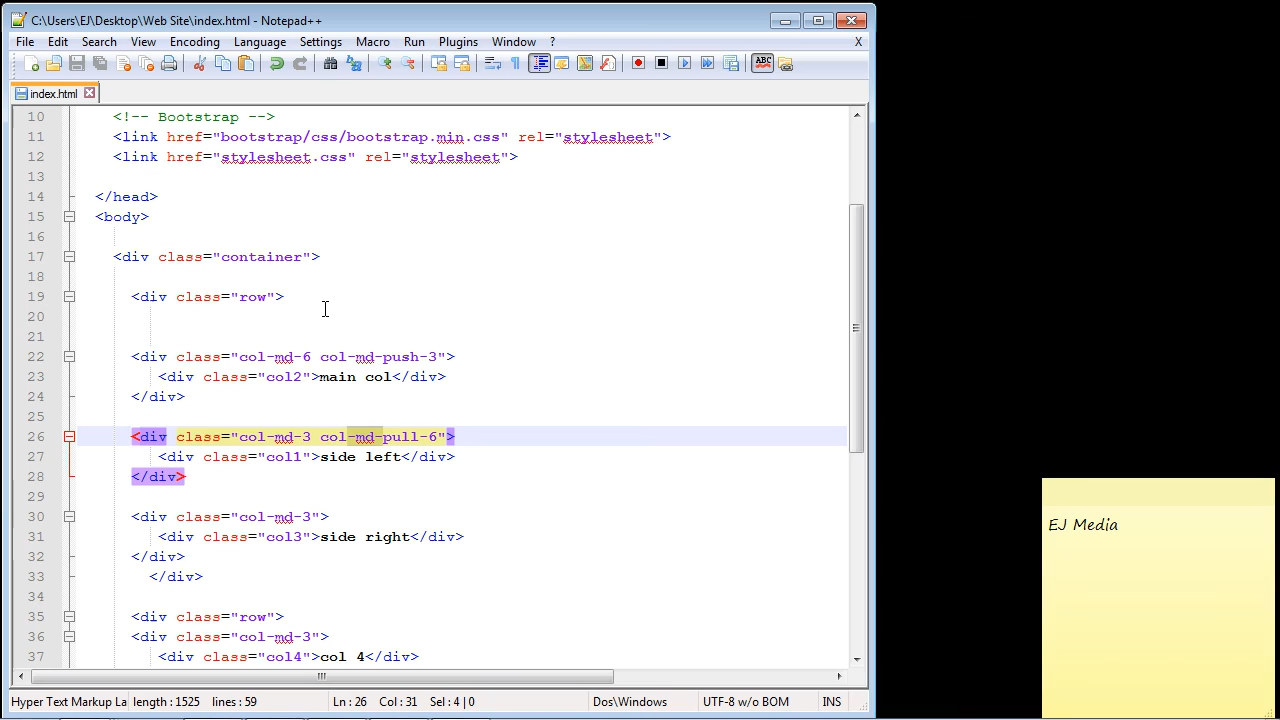 C:\Users\EJ\Desktop\Web Site\index.html - Notepad++
File Edit Search View Encoding Language Settings Macro Run Plugins Window ? X
ABC
index.html
10 <!-- Bootstrap -->
11 <link href="bootstrap/css/bootstrap.min.css" rel="stylesheet">
12 <link href="stylesheet.css" rel="stylesheet">
13
14 </head>
15 <body>
16
17 <div class="container">
18
19 <div class="row">
20
21
22 <div class="col-md-6 col-md-push-3">
23 <div class="col2">main col</div>
24 </div>
25
26 <div class="col-md-3 col-md-pull-6">
27 <div class="col1">side left</div>
28 </div>
29
30 <div class="col-md-3">
31 <div class="col3">side right</div>
32 </div>
33 </div>
34
35 <div class="row">
36 <div class="col-md-3">
37 <div class="col4">col 4</div>
Hyper Text Markup La length : 1525 lines : 59 Ln : 26 Col : 31 Sel : 4 | 0 Dos\Windows UTF-8 w/o BOM INS
EJ Media